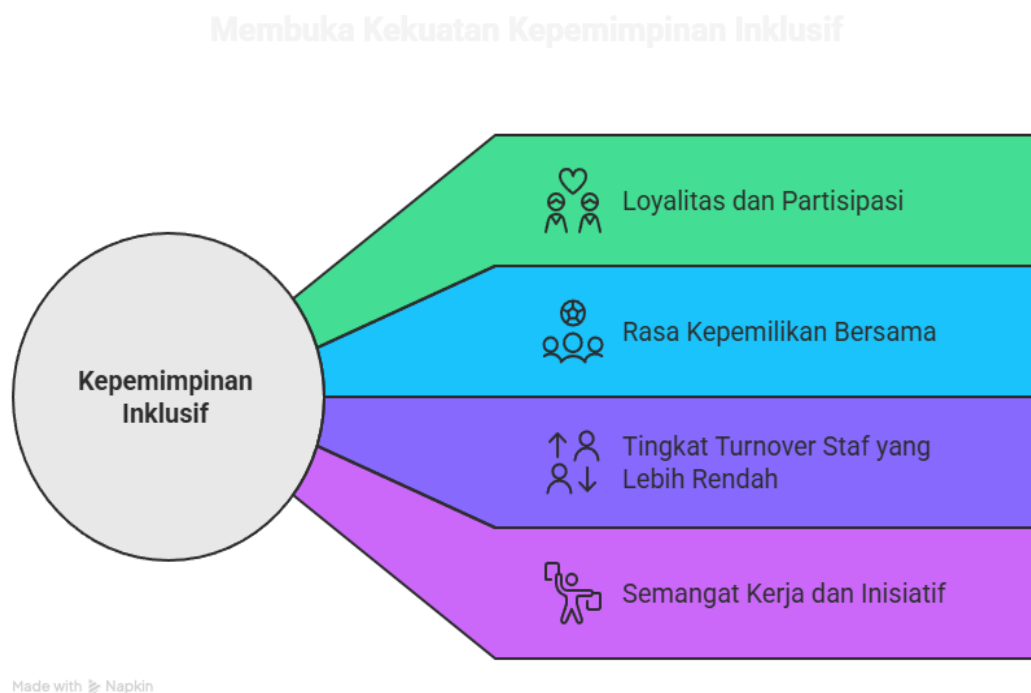 Membuka Kekuatan Kepemimpinan Inklusif
Kepemimpinan
Inklusif
Loyalitas dan Partisipasi
Rasa Kepemilikan Bersama
Tingkat Turnover Staf yang
Lebih Rendah
Semangat Kerja dan Inisiatif
Made with Napkin